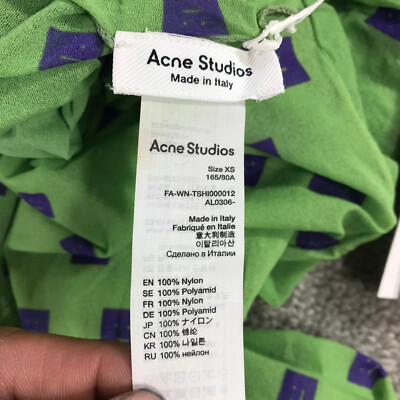 Acne Studios
Made in Italy
Acne Studios
Size XS
165/80A
FA-WN-TSHI000012
AL0306-
Made in Italy
Fabriqué en Italie
意大利制造
이탈리아산
Сделано в Италии
EN 100% Nylon
SE 100% Polyamid
FR 100% Nylon
DE 100% Polyamid
JP 100% ナイロン
CN 100% 锦纶
KR 100% 나일론
RU 100% нейлон